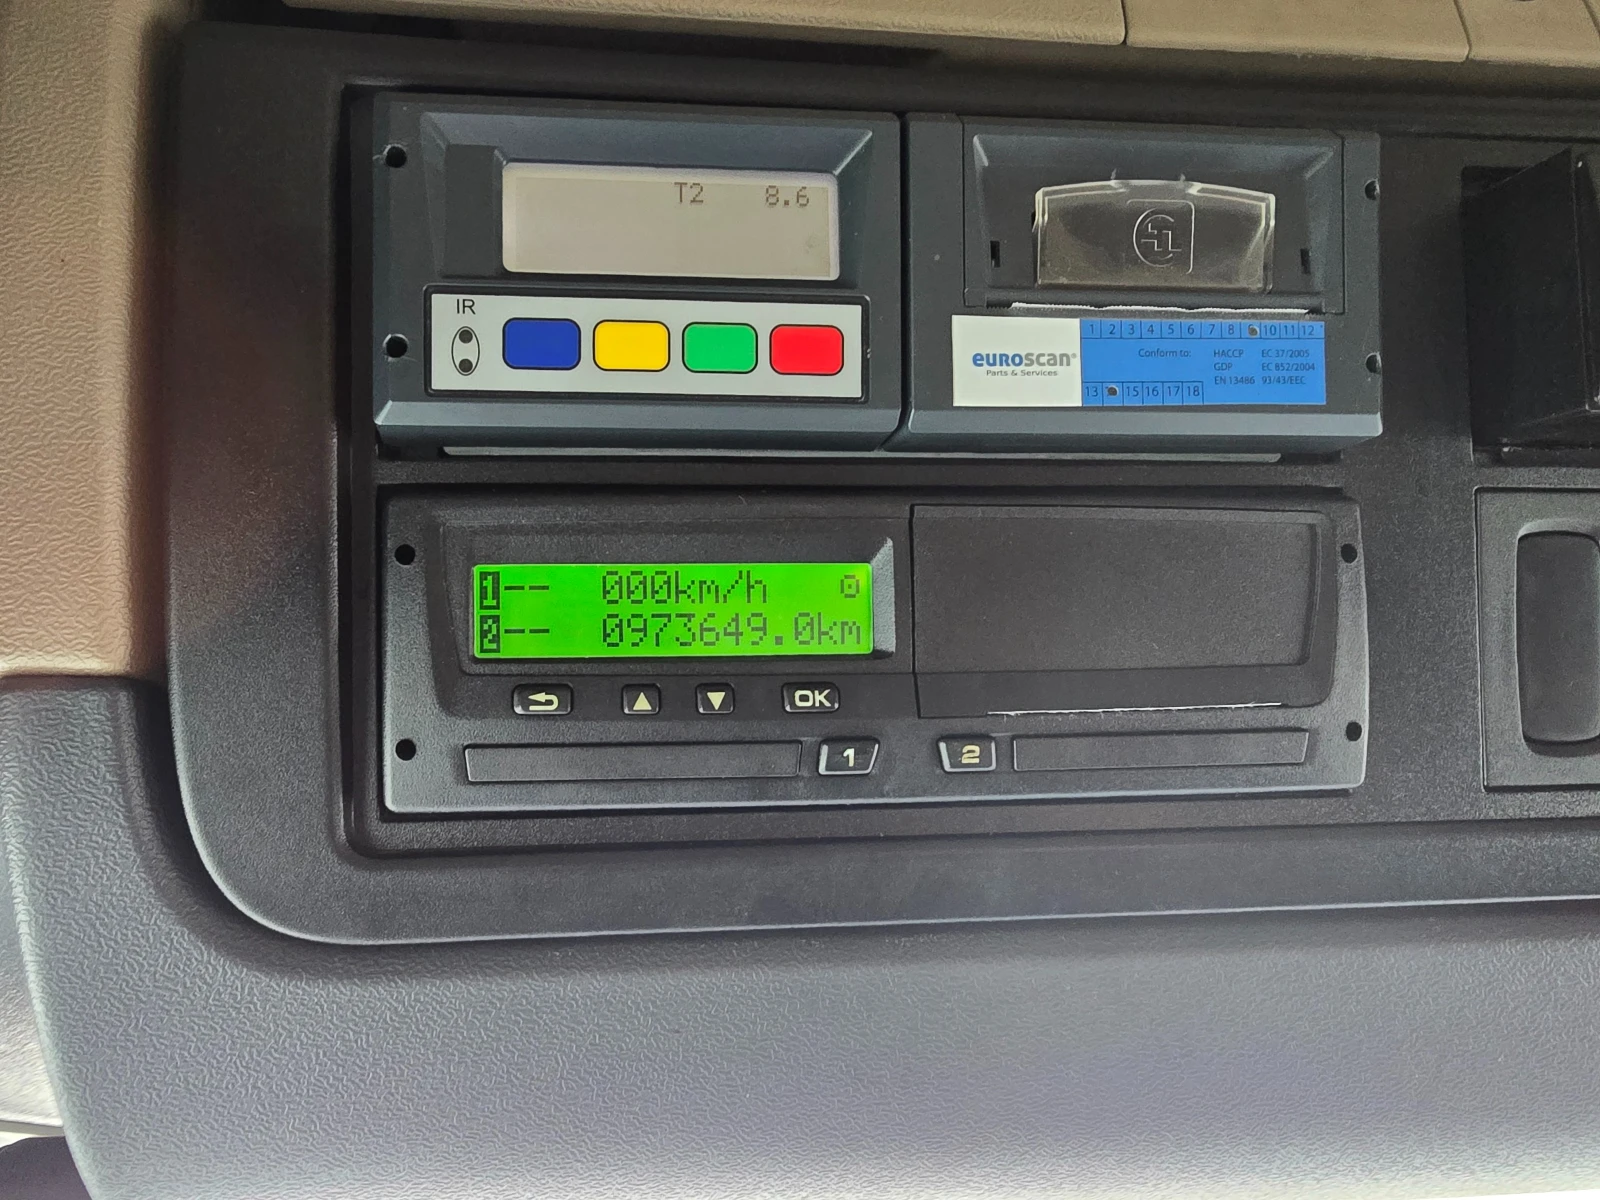 T2 8.6
IR
euroscan®
Parts & Services
1 2 3 4 5 6 7 8 10 11 12
Conform to: HACCP EC 37/2005
GDP EC 852/2004
EN 13486 93/43/EEC
13 15 16 17 18
1-- 000km/h
2-- 0973649.0km
▲ ▼ OK
1 2